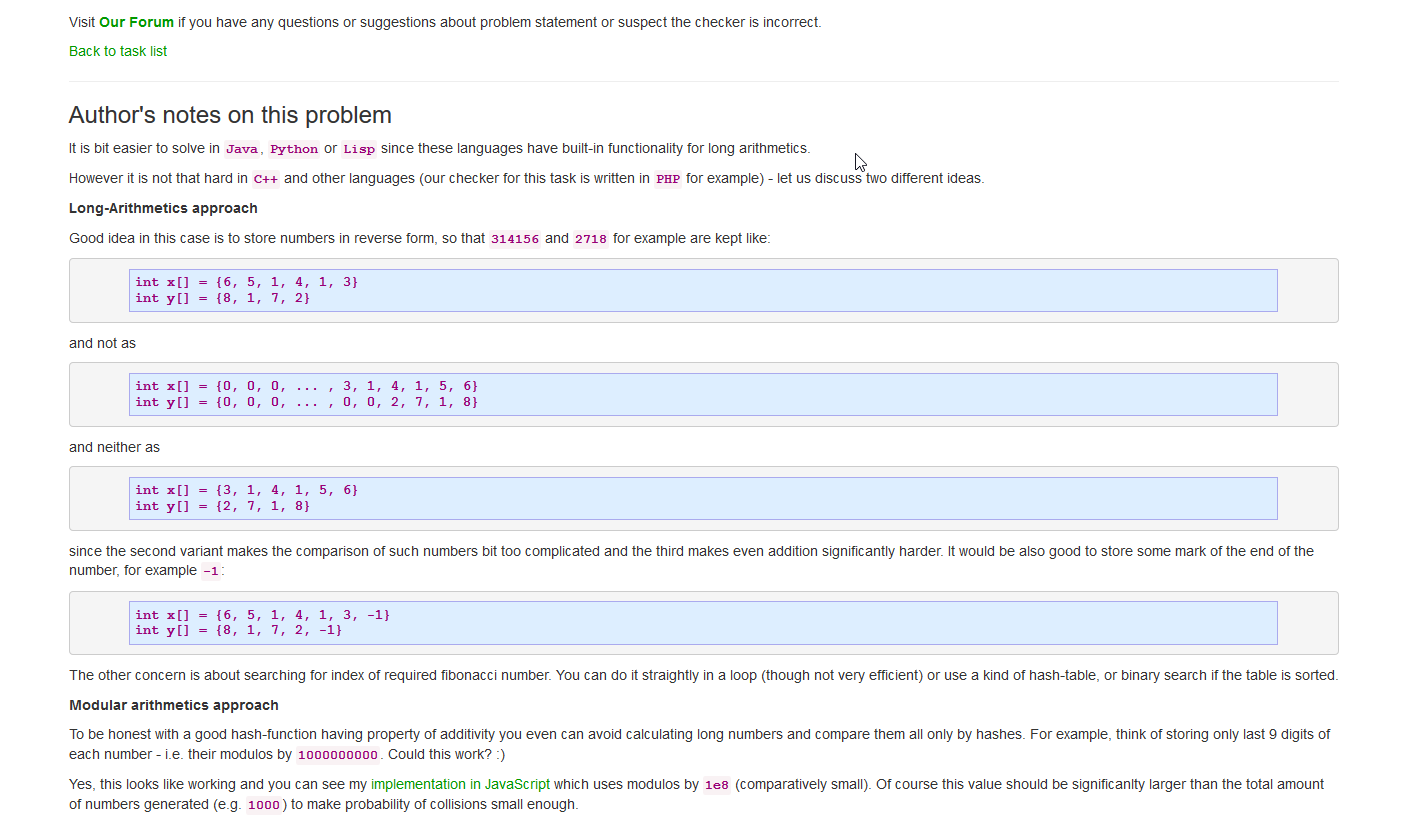 Visit Our Forum if you have any questions or suggestions about problem statement or suspect the checker is incorrect.
Back to task list
Author's notes on this problem
It is bit easier to solve in Java, Python or Lisp since these languages have built-in functionality for long arithmetics.
However it is not that hard in C++ and other languages (our checker for this task is written in PHP for example) - let us discuss two different ideas.
Long-Arithmetics approach
Good idea in this case is to store numbers in reverse form, so that 314156 and 2718 for example are kept like:
int x[] = {6, 5, 1, 4, 1, 3}
int y[] = {8, 1, 7, 2}
and not as
int x[] = {0, 0, 0, ... , 3, 1, 4, 1, 5, 6}
int y[] = {0, 0, 0, ... , 0, 0, 2, 7, 1, 8}
and neither as
int x[] = {3, 1, 4, 1, 5, 6}
int y[] = {2, 7, 1, 8}
since the second variant makes the comparison of such numbers bit too complicated and the third makes even addition significantly harder. It would be also good to store some mark of the end of the
number, for example -1:
int x[] = {6, 5, 1, 4, 1, 3, -1}
int y[] = {8, 1, 7, 2, -1}
The other concern is about searching for index of required fibonacci number. You can do it straightly in a loop (though not very efficient) or use a kind of hash-table, or binary search if the table is sorted.
Modular arithmetics approach
To be honest with a good hash-function having property of additivity you even can avoid calculating long numbers and compare them all only by hashes. For example, think of storing only last 9 digits of
each number - i.e. their modulos by 1000000000. Could this work? :)
Yes, this looks like working and you can see my implementation in JavaScript which uses modulos by 1e8 (comparatively small). Of course this value should be significanlty larger than the total amount
of numbers generated (e.g. 1000) to make probability of collisions small enough.